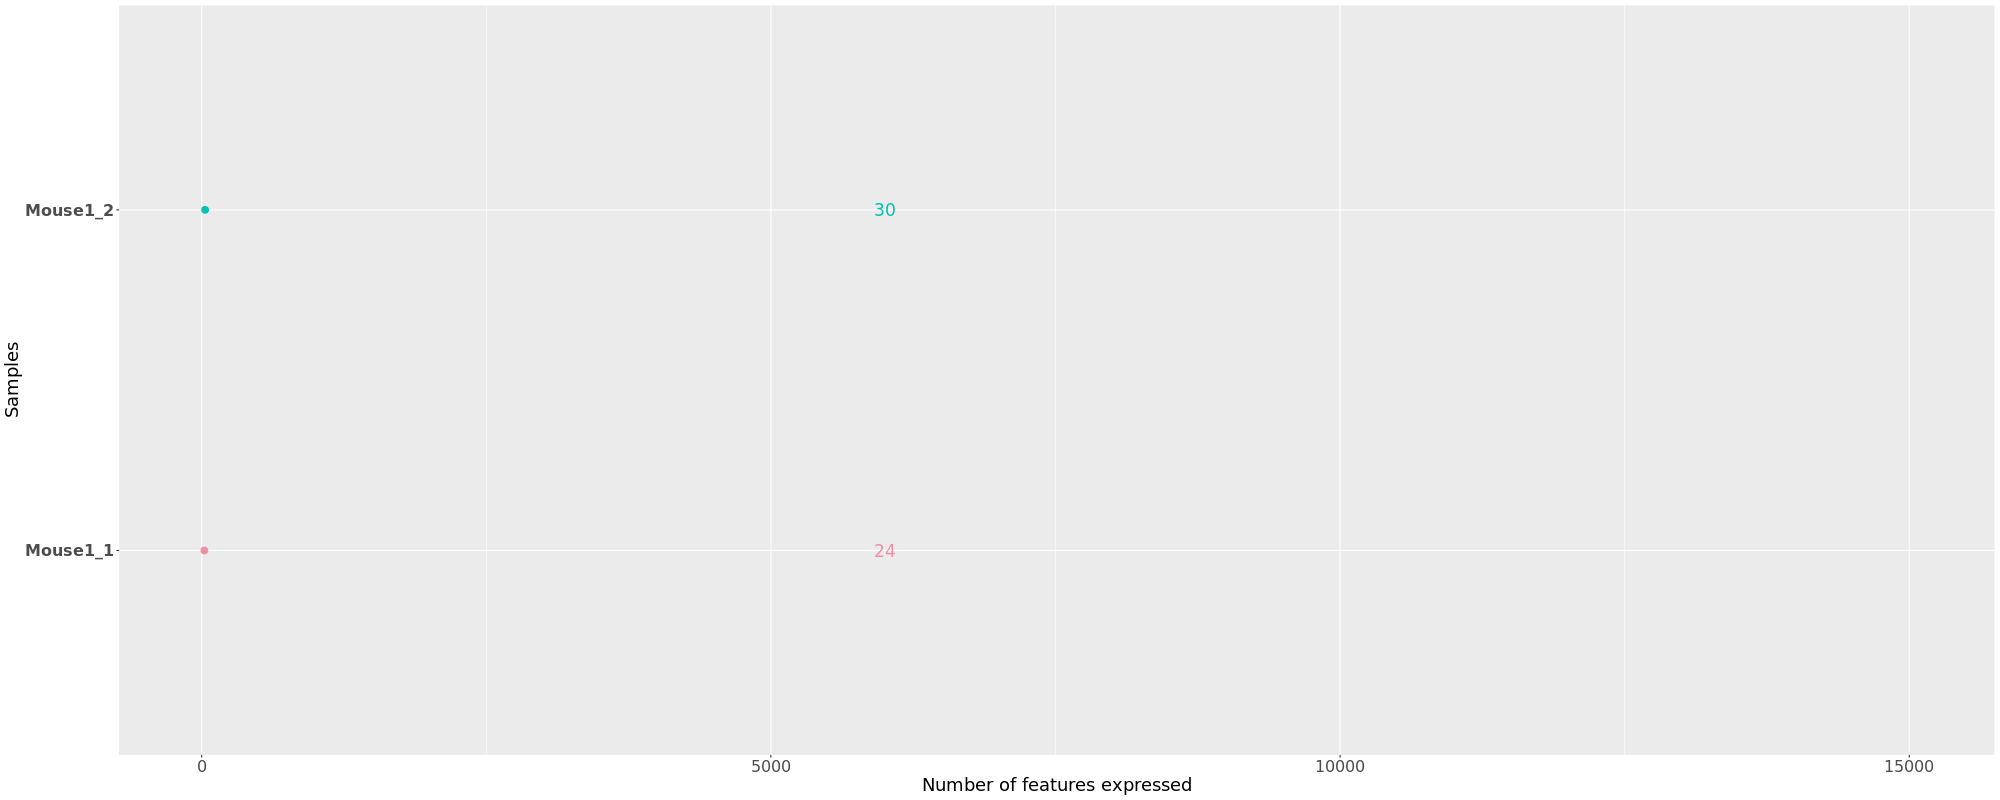 Samples
Mouse1_2
30
Mouse1_1
24
0 5000 10000 15000
Number of features expressed